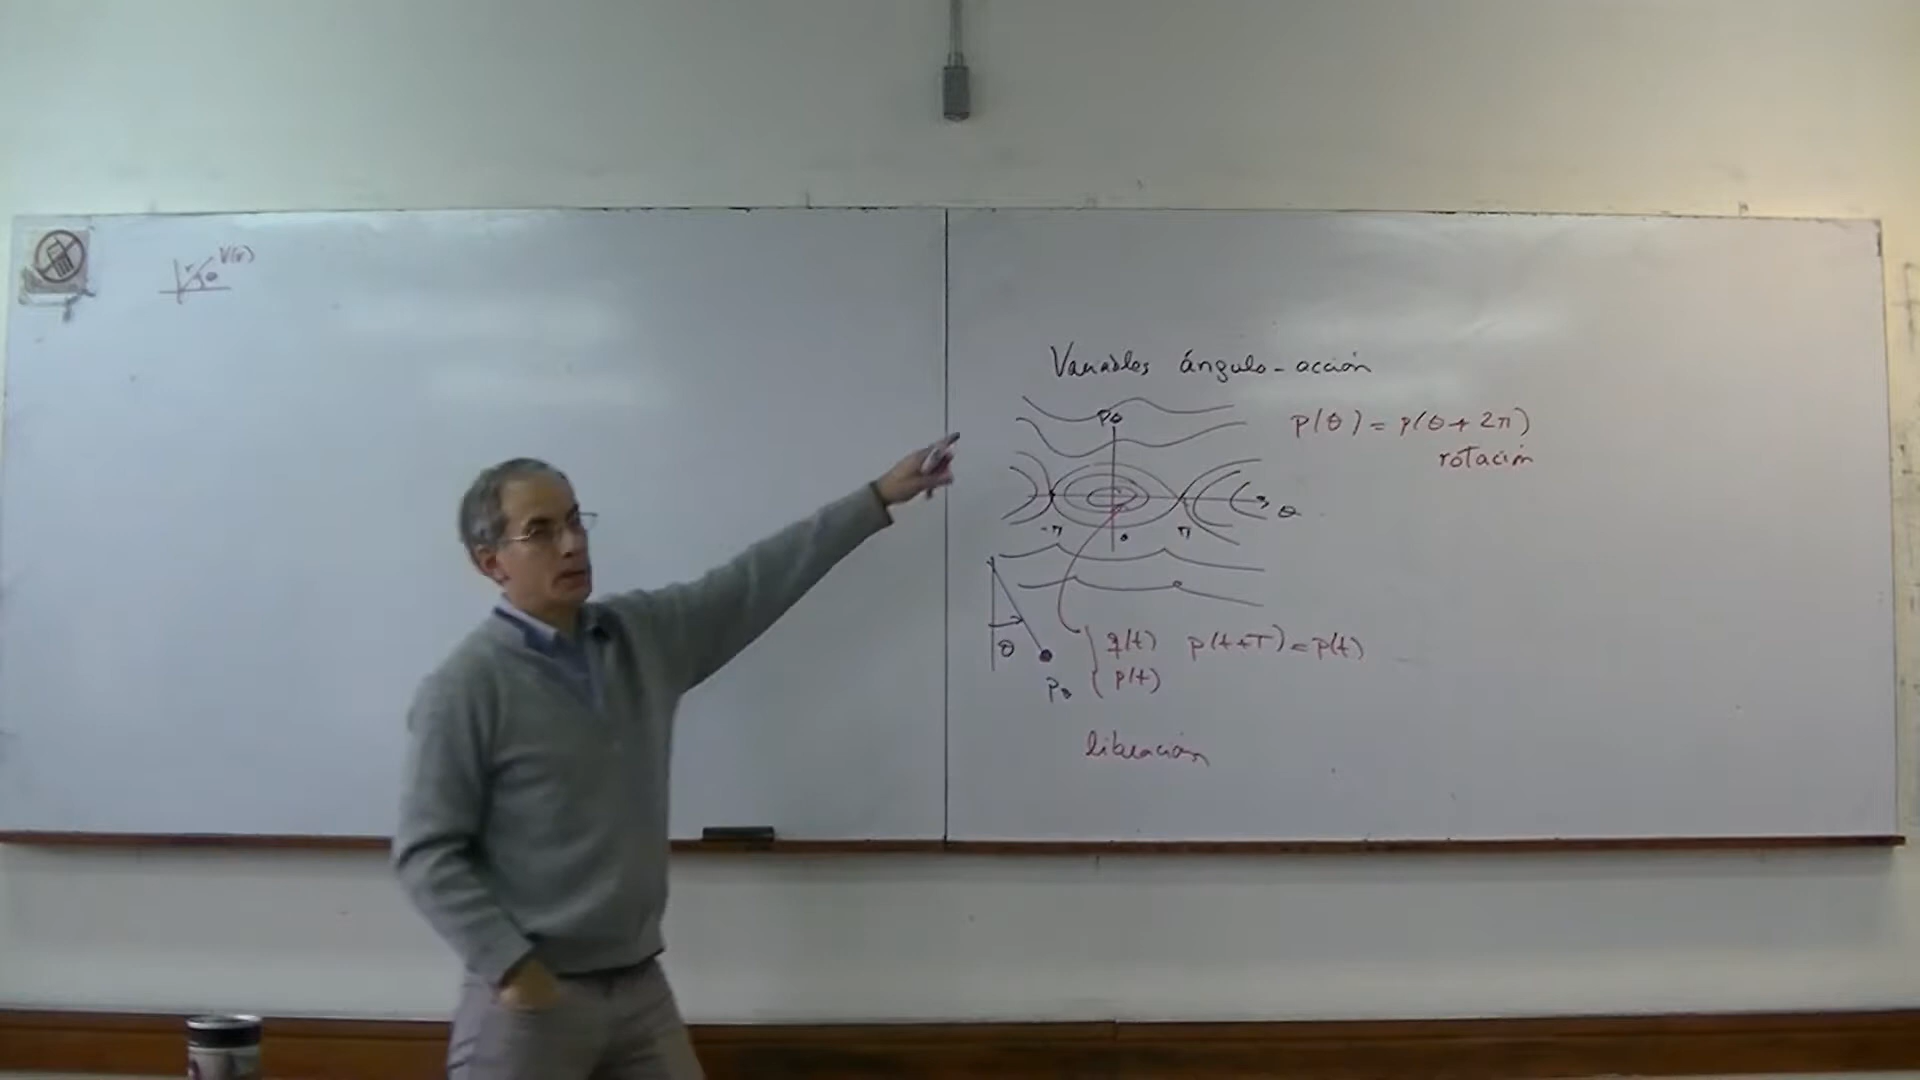 r θ V(r)
Variables ángulo-acción
pθ
p(θ) = p(θ + 2π)
rotación
θ
-π 0 π
θ
q(t) p(t+T) = p(t)
pθ p(t)
libración